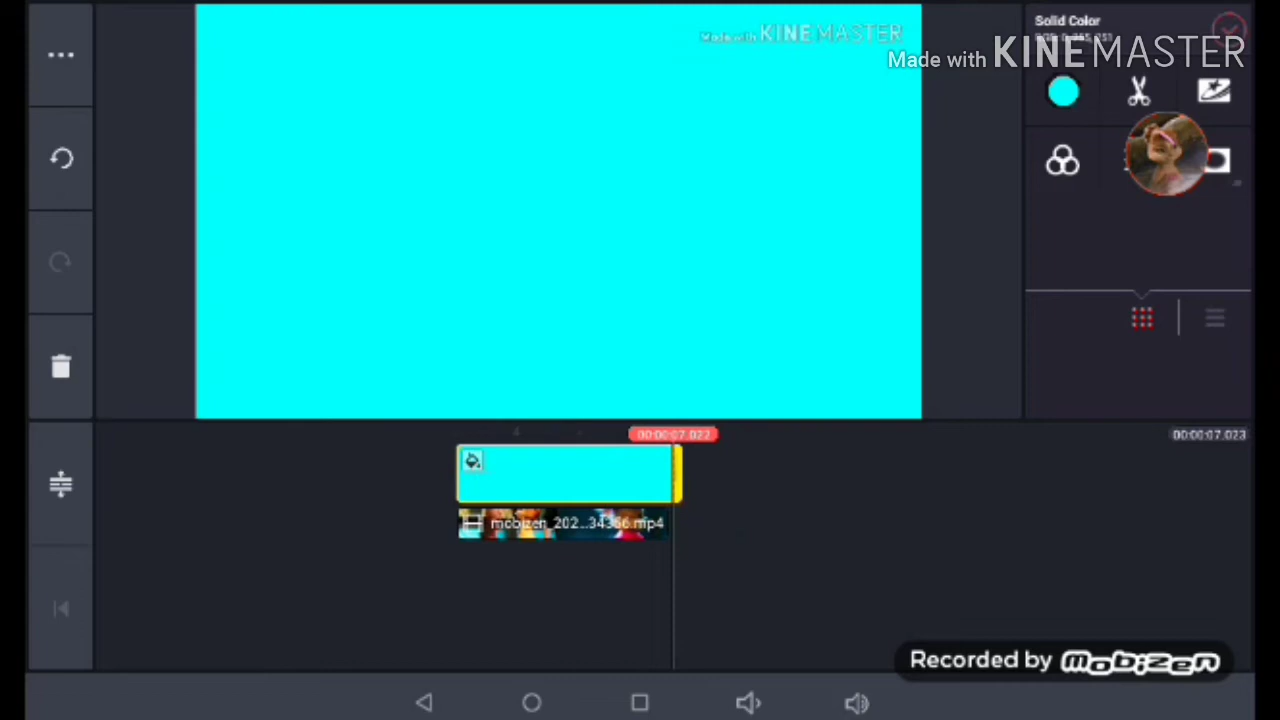 Solid Color
Made with KINEMASTER
Made with KINEMASTER
4
00:00:07.022
00:00:07.023
mobizen_202...34366.mp4
Recorded by mobizen